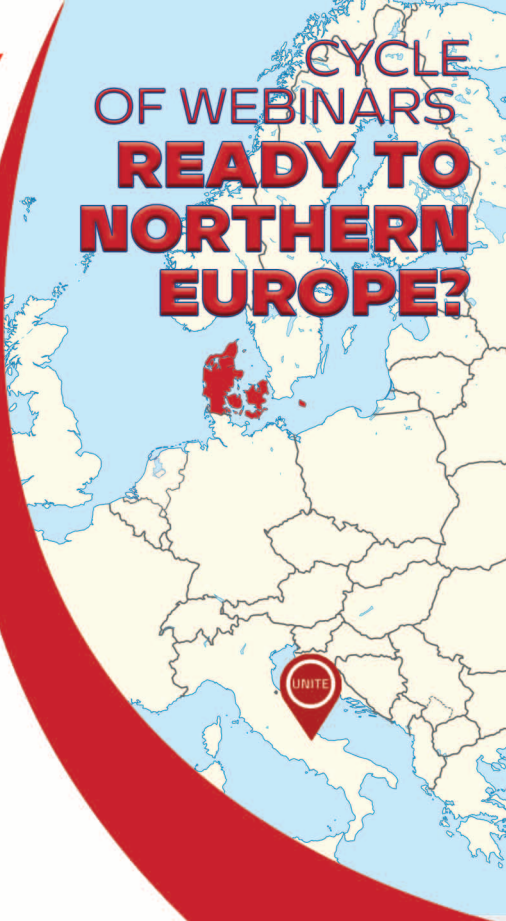 CYCLE
OF WEBINARS
READY TO
NORTHERN
EUROPE?
UNITE